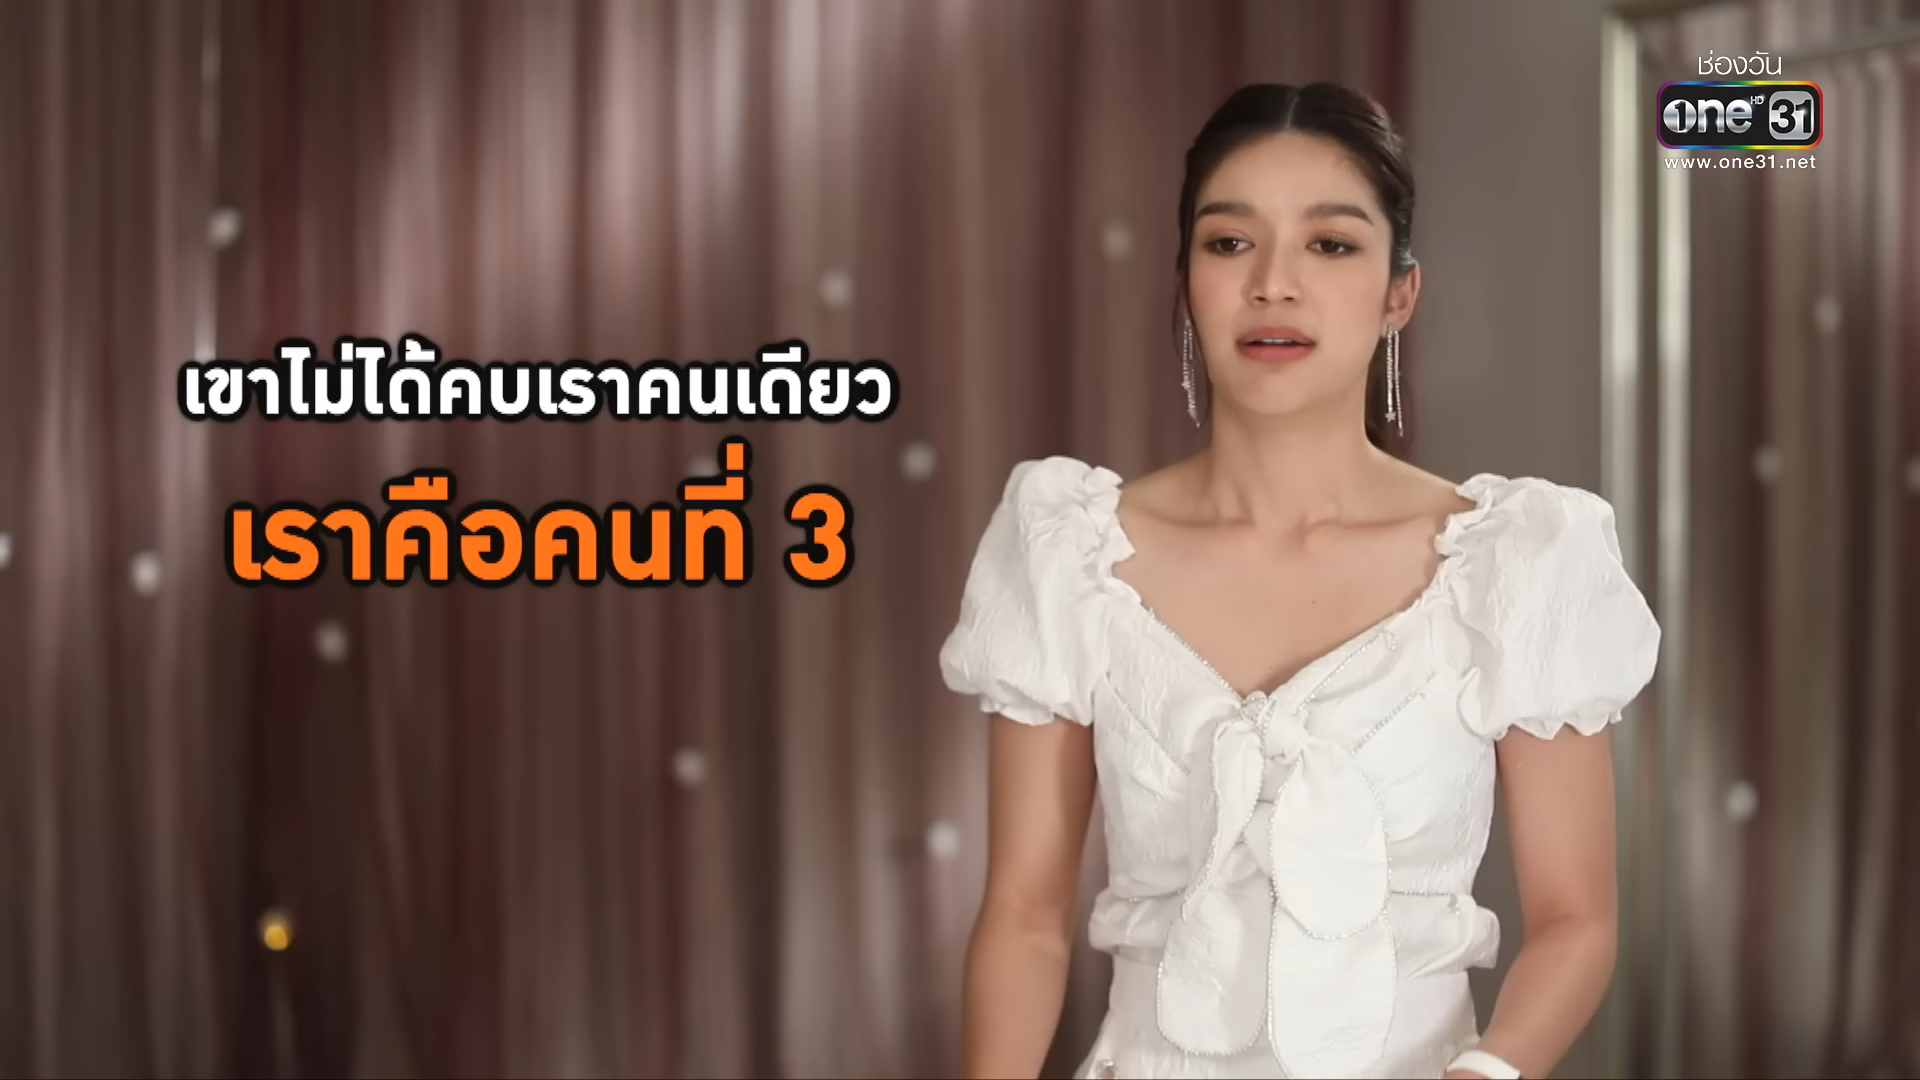 ช่องวัน
one HD 31
www.one31.net
เขาไม่ได้คบเราคนเดียว
เราคือคนที่ 3